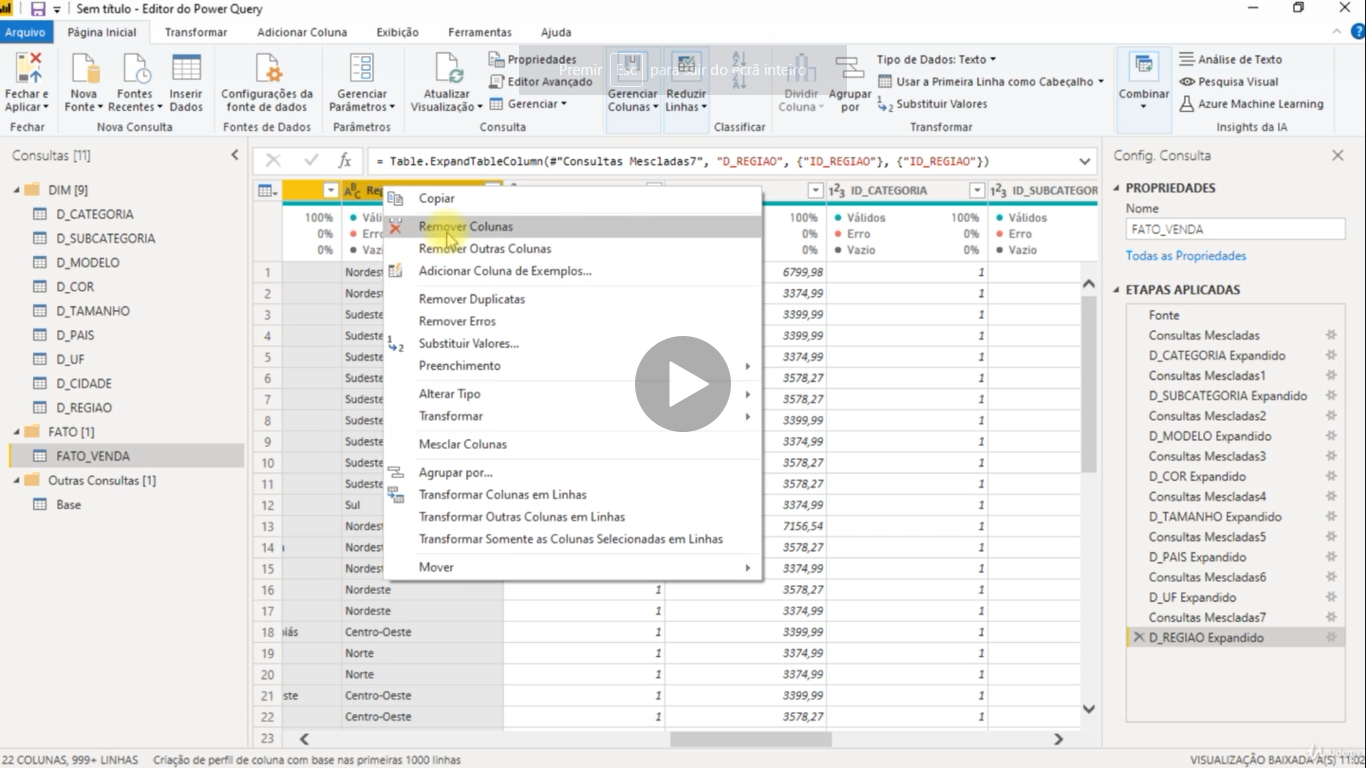 Sem título - Editor do Power Query
Arquivo Página Inicial Transformar Adicionar Coluna Exibição Ferramentas Ajuda
Premir Esc para sair do ecrã inteiro
Fechar e Aplicar
Fechar
Nova Fonte
Fontes Recentes
Inserir Dados
Nova Consulta
Configurações da fonte de dados
Fontes de Dados
Gerenciar Parâmetros
Parâmetros
Atualizar Visualização
Propriedades
Editor Avançado
Gerenciar
Consulta
Gerenciar Colunas
Reduzir Linhas
Classificar
Dividir Coluna
Agrupar por
Tipo de Dados: Texto
Usar a Primeira Linha como Cabeçalho
Substituir Valores
Transformar
Combinar
Análise de Texto
Pesquisa Visual
Azure Machine Learning
Insights da IA
Consultas [11]
DIM [9]
D_CATEGORIA
D_SUBCATEGORIA
D_MODELO
D_COR
D_TAMANHO
D_PAIS
D_UF
D_CIDADE
D_REGIAO
FATO [1]
FATO_VENDA
Outras Consultas [1]
Base
= Table.ExpandTableColumn(#"Consultas Mescladas7", "D_REGIAO", {"ID_REGIAO"}, {"ID_REGIAO"})
ABC Reg 123 ID_CATEGORIA 123 ID_SUBCATEGOR
100% Váli 100% Válidos 100% Válidos
0% Erro 0% Erro 0% Erro
0% Vazi 0% Vazio 0% Vazio
1 Nordest 6799,98 1
2 Nordest 3374,99 1
3 Sudeste 3399,99 1
4 Sudeste 3399,99 1
5 Sudeste 3374,99 1
6 Sudeste 3578,27 1
7 Sudeste 3578,27 1
8 Sudeste 3399,99 1
9 Sudeste 3374,99 1
10 Sudeste 3578,27 1
11 Sudeste 3578,27 1
12 Sul 3374,99 1
13 Nordest 7156,54 1
14 Nordest 3578,27 1
15 Nordest 3374,99 1
16 Nordeste 1 3578,27 1
17 Nordeste 1 3374,99 1
18 iás Centro-Oeste 1 3399,99 1
19 Norte 1 3374,99 1
20 Norte 1 3374,99 1
21 ste Centro-Oeste 1 3399,99 1
22 Centro-Oeste 1 3578,27 1
23
Copiar
Remover Colunas
Remover Outras Colunas
Adicionar Coluna de Exemplos...
Remover Duplicatas
Remover Erros
Substituir Valores...
Preenchimento
Alterar Tipo
Transformar
Mesclar Colunas
Agrupar por...
Transformar Colunas em Linhas
Transformar Outras Colunas em Linhas
Transformar Somente as Colunas Selecionadas em Linhas
Mover
Config. Consulta
PROPRIEDADES
Nome
FATO_VENDA
Todas as Propriedades
ETAPAS APLICADAS
Fonte
Consultas Mescladas
D_CATEGORIA Expandido
Consultas Mescladas1
D_SUBCATEGORIA Expandido
Consultas Mescladas2
D_MODELO Expandido
Consultas Mescladas3
D_COR Expandido
Consultas Mescladas4
D_TAMANHO Expandido
Consultas Mescladas5
D_PAIS Expandido
Consultas Mescladas6
D_UF Expandido
Consultas Mescladas7
D_REGIAO Expandido
22 COLUNAS, 999+ LINHAS Criação de perfil de coluna com base nas primeiras 1000 linhas VISUALIZAÇÃO BAIXADA À(S) 11:02